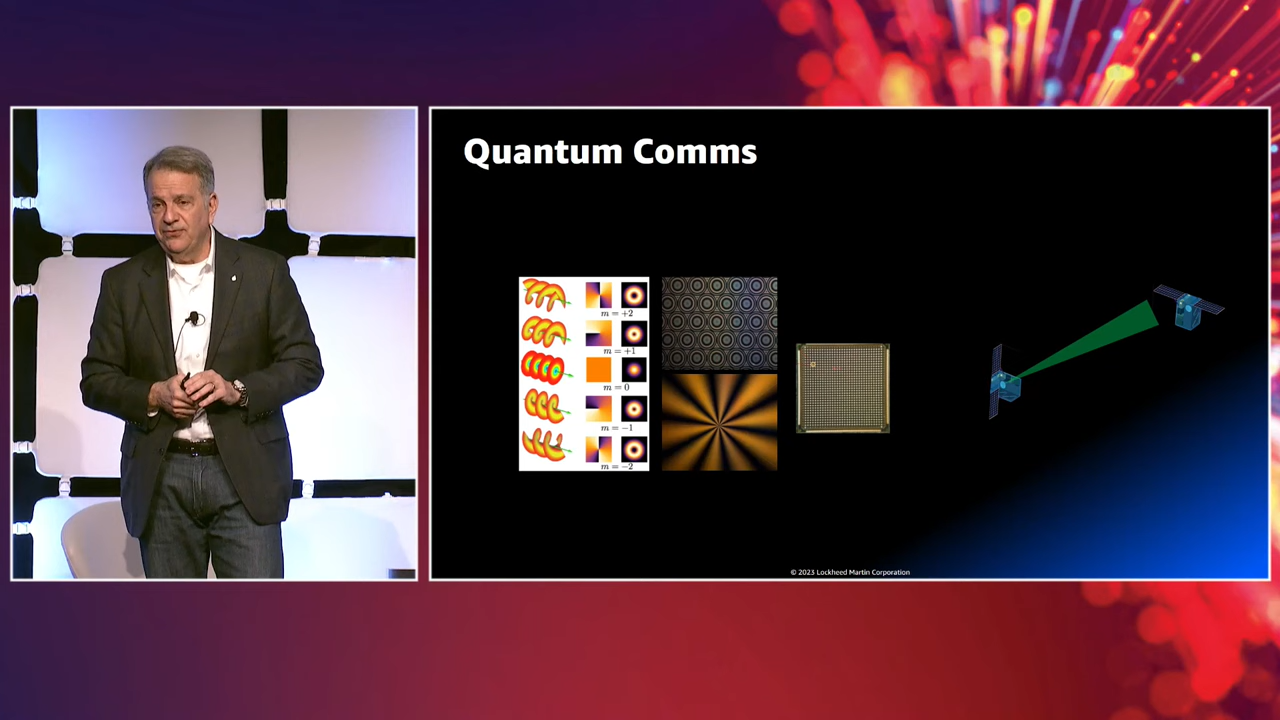 Quantum Comms
m = +2
m = +1
m = 0
m = −1
m = −2
© 2023 Lockheed Martin Corporation